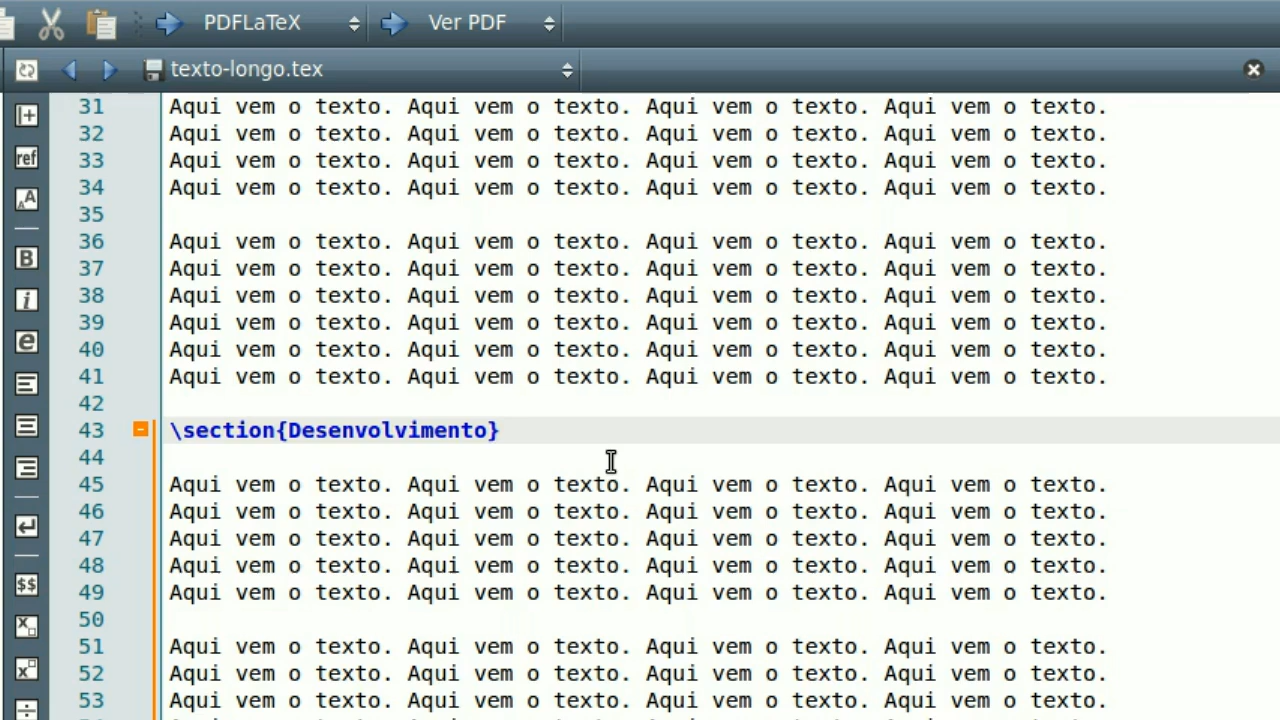 PDFLaTeX Ver PDF
texto-longo.tex
31 Aqui vem o texto. Aqui vem o texto. Aqui vem o texto. Aqui vem o texto.
32 Aqui vem o texto. Aqui vem o texto. Aqui vem o texto. Aqui vem o texto.
33 Aqui vem o texto. Aqui vem o texto. Aqui vem o texto. Aqui vem o texto.
34 Aqui vem o texto. Aqui vem o texto. Aqui vem o texto. Aqui vem o texto.
35
36 Aqui vem o texto. Aqui vem o texto. Aqui vem o texto. Aqui vem o texto.
37 Aqui vem o texto. Aqui vem o texto. Aqui vem o texto. Aqui vem o texto.
38 Aqui vem o texto. Aqui vem o texto. Aqui vem o texto. Aqui vem o texto.
39 Aqui vem o texto. Aqui vem o texto. Aqui vem o texto. Aqui vem o texto.
40 Aqui vem o texto. Aqui vem o texto. Aqui vem o texto. Aqui vem o texto.
41 Aqui vem o texto. Aqui vem o texto. Aqui vem o texto. Aqui vem o texto.
42
43 \section{Desenvolvimento}
44
45 Aqui vem o texto. Aqui vem o texto. Aqui vem o texto. Aqui vem o texto.
46 Aqui vem o texto. Aqui vem o texto. Aqui vem o texto. Aqui vem o texto.
47 Aqui vem o texto. Aqui vem o texto. Aqui vem o texto. Aqui vem o texto.
48 Aqui vem o texto. Aqui vem o texto. Aqui vem o texto. Aqui vem o texto.
49 Aqui vem o texto. Aqui vem o texto. Aqui vem o texto. Aqui vem o texto.
50
51 Aqui vem o texto. Aqui vem o texto. Aqui vem o texto. Aqui vem o texto.
52 Aqui vem o texto. Aqui vem o texto. Aqui vem o texto. Aqui vem o texto.
53 Aqui vem o texto. Aqui vem o texto. Aqui vem o texto. Aqui vem o texto.
ref
A A
B
i
e
$$
x
x